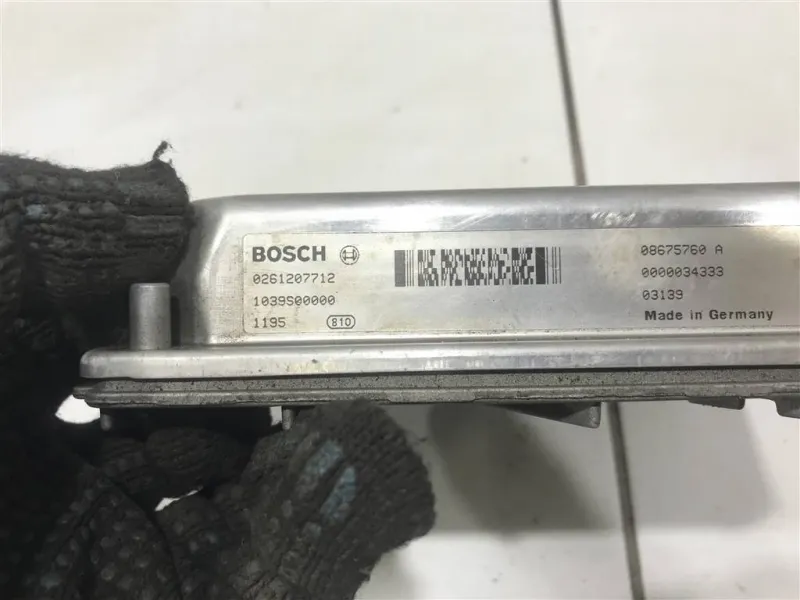 BOSCH
0261207712
1039S00000
1195 810
08675760 A
0000034333
03139
Made in Germany